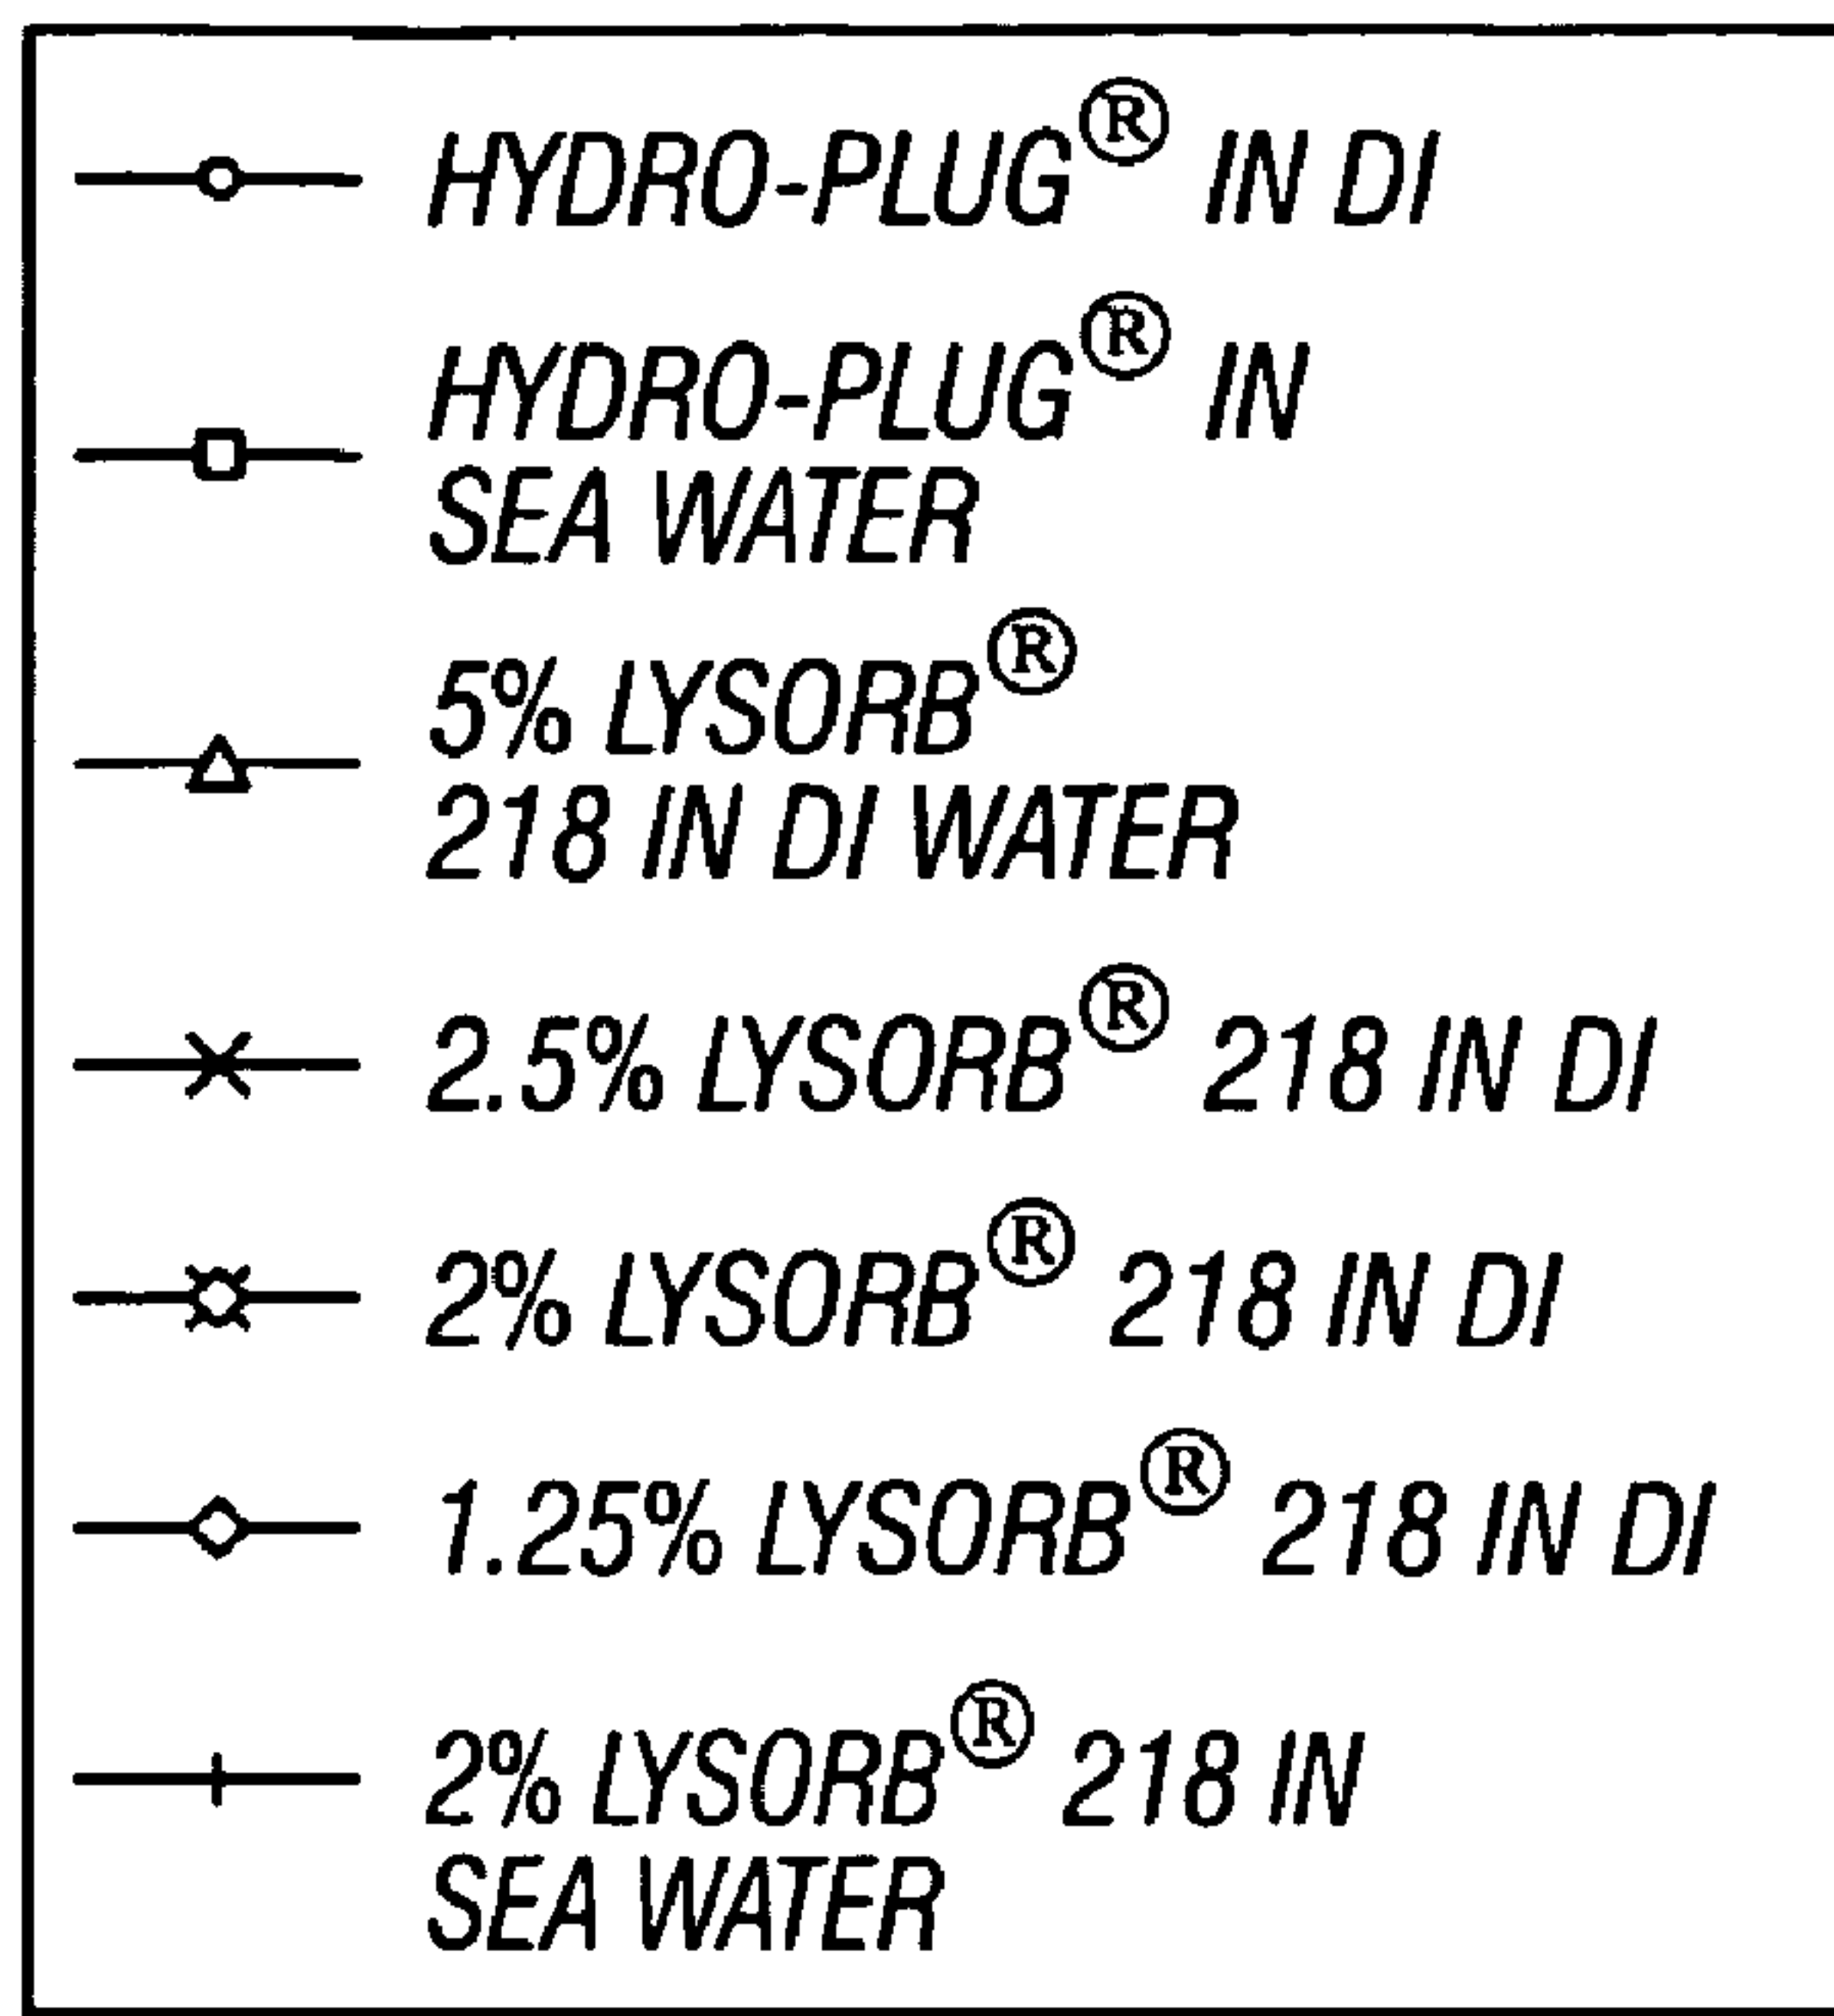 HYDRO-PLUG® IN DI
HYDRO-PLUG® IN
SEA WATER
5% LYSORB®
218 IN DI WATER
2.5% LYSORB® 218 IN DI
2% LYSORB® 218 IN DI
1.25% LYSORB® 218 IN DI
2% LYSORB® 218 IN
SEA WATER